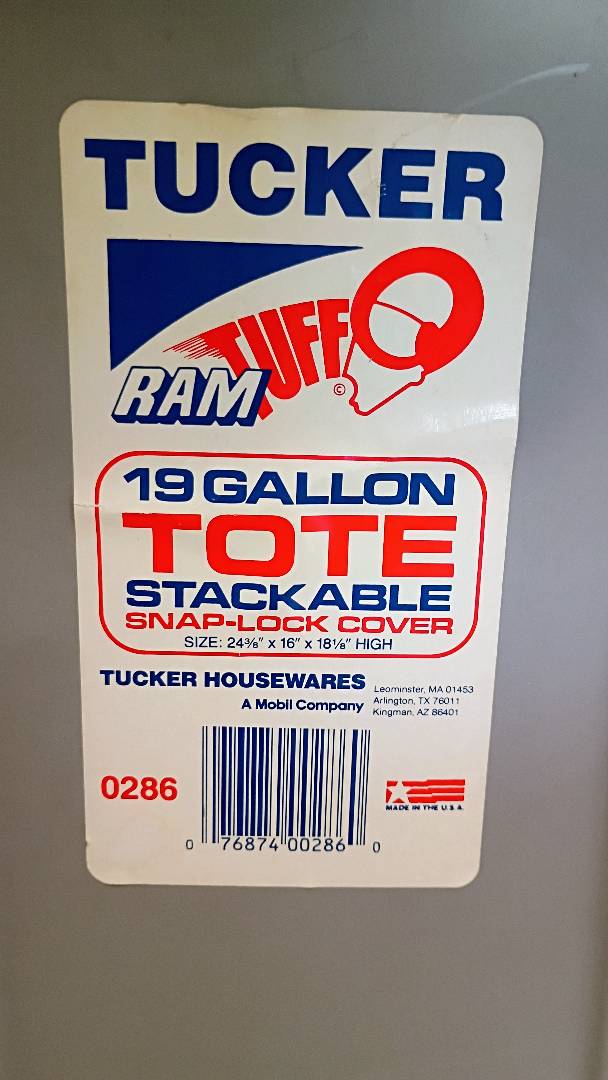 TUCKER
TUFF
RAM
©
19 GALLON
TOTE
STACKABLE
SNAP-LOCK COVER
SIZE: 24⅜" x 16" x 18⅛" HIGH
TUCKER HOUSEWARES
A Mobil Company
Leominster, MA 01453
Arlington, TX 76011
Kingman, AZ 86401
0286
MADE IN THE U.S.A.
0 76874 00286 0